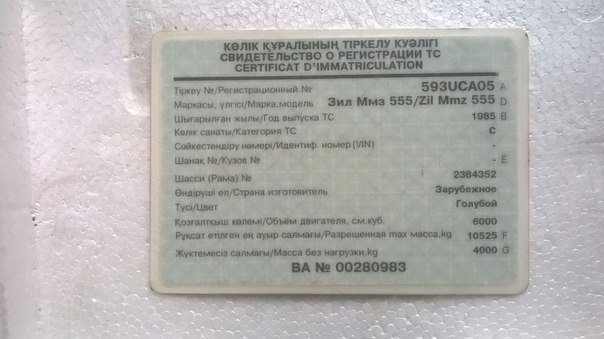 КӨЛІК ҚҰРАЛЫНЫҢ ТІРКЕЛУ КУӘЛІГІ
СВИДЕТЕЛЬСТВО О РЕГИСТРАЦИИ ТС
CERTIFICAT D'IMMATRICULATION
Тіркеу №/Регистрационный № 593UCA05 A
Маркасы, үлгісі/Марка,модель Зил Ммз 555/Zil Mmz 555 D
Шығарылған жылы/Год выпуска ТС 1985 B
Көлік санаты/Категория ТС C
Сәйкестендіру нөмері/Идентиф. номер (VIN) -
Шанақ №/Кузов № - E
Шасси (Рама) № 2384352
Өндіруші ел/Страна изготовитель Зарубежное
Түсі/Цвет Голубой
Қозғалтқыш көлемі/Объём двигателя, см.куб. 6000
Рұқсат етілген ең ауыр салмағы/Разрешенная max масса,kg 10525 F
Жүктемесіз салмағы/Масса без нагрузки,kg 4000 G
BA № 00280983